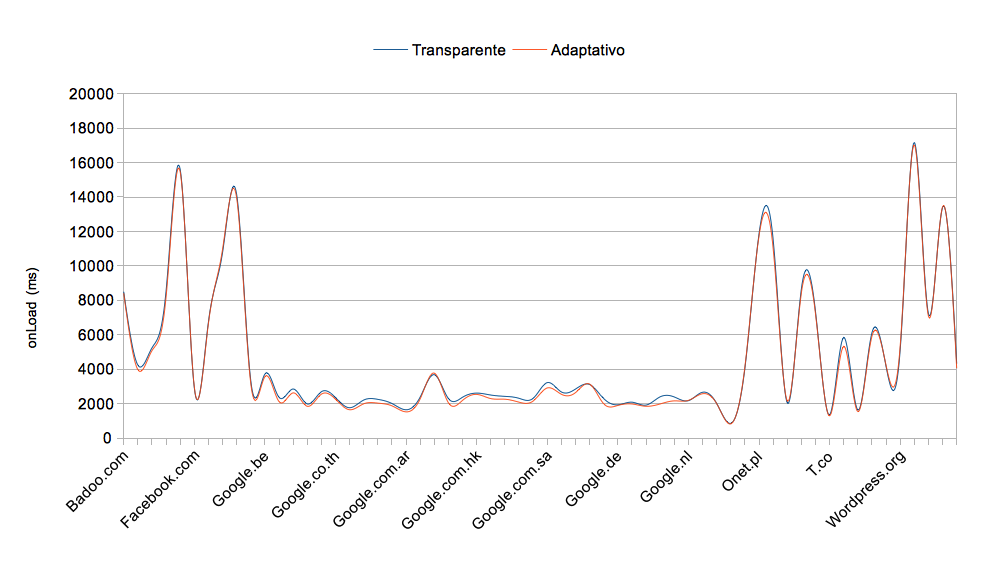 Transparente Adaptativo
20000
18000
16000
14000
12000
10000
8000
6000
4000
2000
0
onLoad (ms)
Badoo.com
Facebook.com
Google.be
Google.co.th
Google.com.ar
Google.com.hk
Google.com.sa
Google.de
Google.nl
Onet.pl
T.co
Wordpress.org